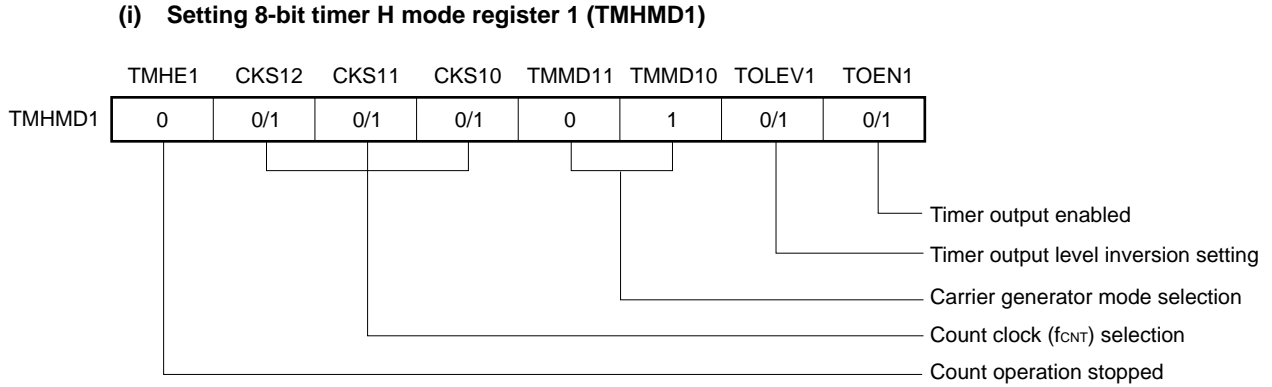 (i) Setting 8-bit timer H mode register 1 (TMHMD1)
TMHE1 CKS12 CKS11 CKS10 TMMD11 TMMD10 TOLEV1 TOEN1
TMHMD1 0 0/1 0/1 0/1 0 1 0/1 0/1
Timer output enabled
Timer output level inversion setting
Carrier generator mode selection
Count clock (fCNT) selection
Count operation stopped